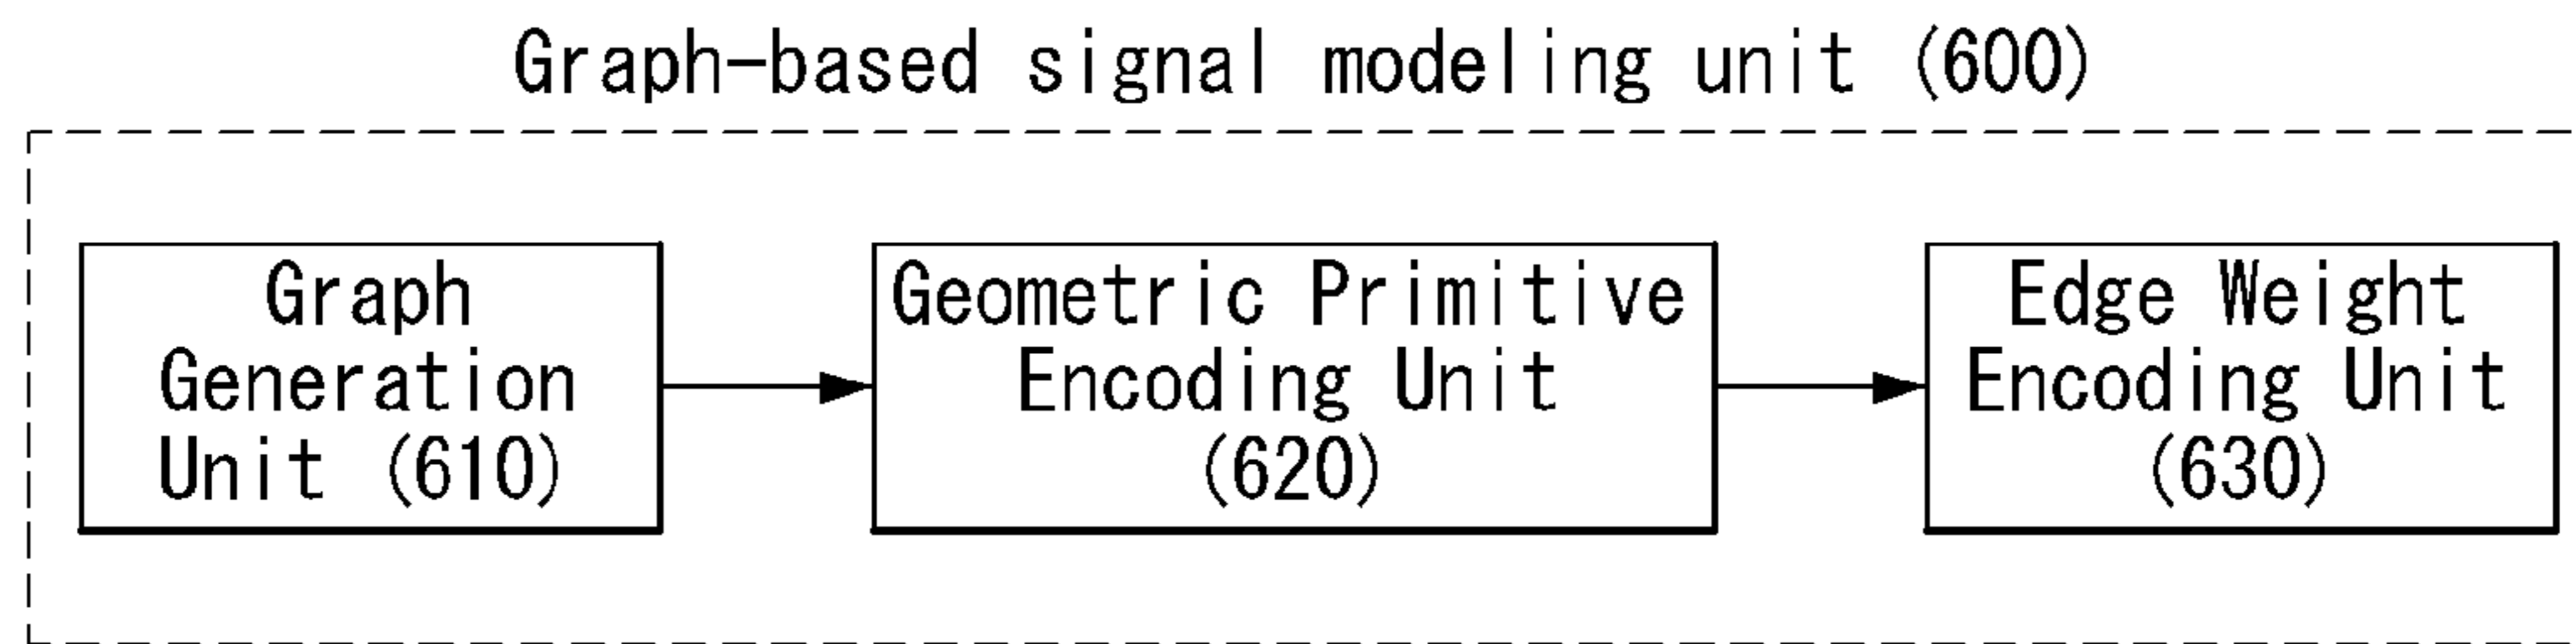 Graph-based signal modeling unit (600)
Graph
Generation
Unit (610)
Geometric Primitive
Encoding Unit
(620)
Edge Weight
Encoding Unit
(630)